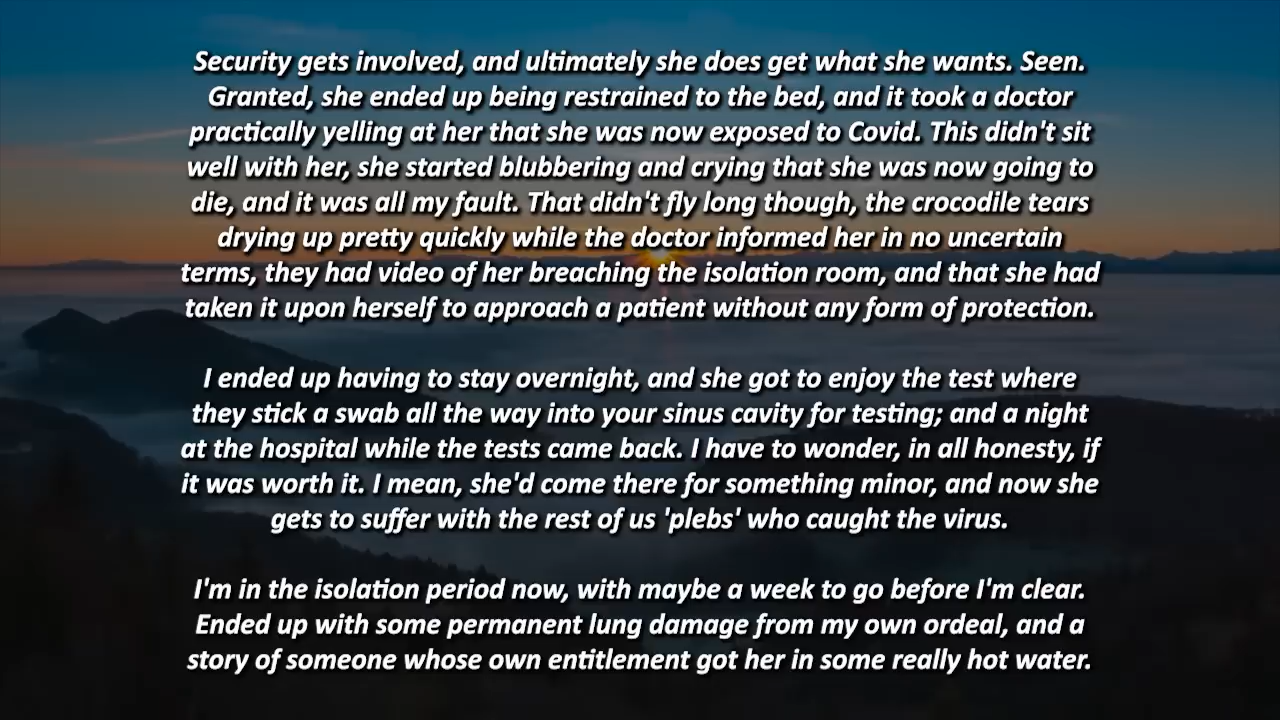 Security gets involved, and ultimately she does get what she wants. Seen.
Granted, she ended up being restrained to the bed, and it took a doctor
practically yelling at her that she was now exposed to Covid. This didn't sit
well with her, she started blubbering and crying that she was now going to
die, and it was all my fault. That didn't fly long though, the crocodile tears
drying up pretty quickly while the doctor informed her in no uncertain
terms, they had video of her breaching the isolation room, and that she had
taken it upon herself to approach a patient without any form of protection.
I ended up having to stay overnight, and she got to enjoy the test where
they stick a swab all the way into your sinus cavity for testing; and a night
at the hospital while the tests came back. I have to wonder, in all honesty, if
it was worth it. I mean, she'd come there for something minor, and now she
gets to suffer with the rest of us 'plebs' who caught the virus.
I'm in the isolation period now, with maybe a week to go before I'm clear.
Ended up with some permanent lung damage from my own ordeal, and a
story of someone whose own entitlement got her in some really hot water.